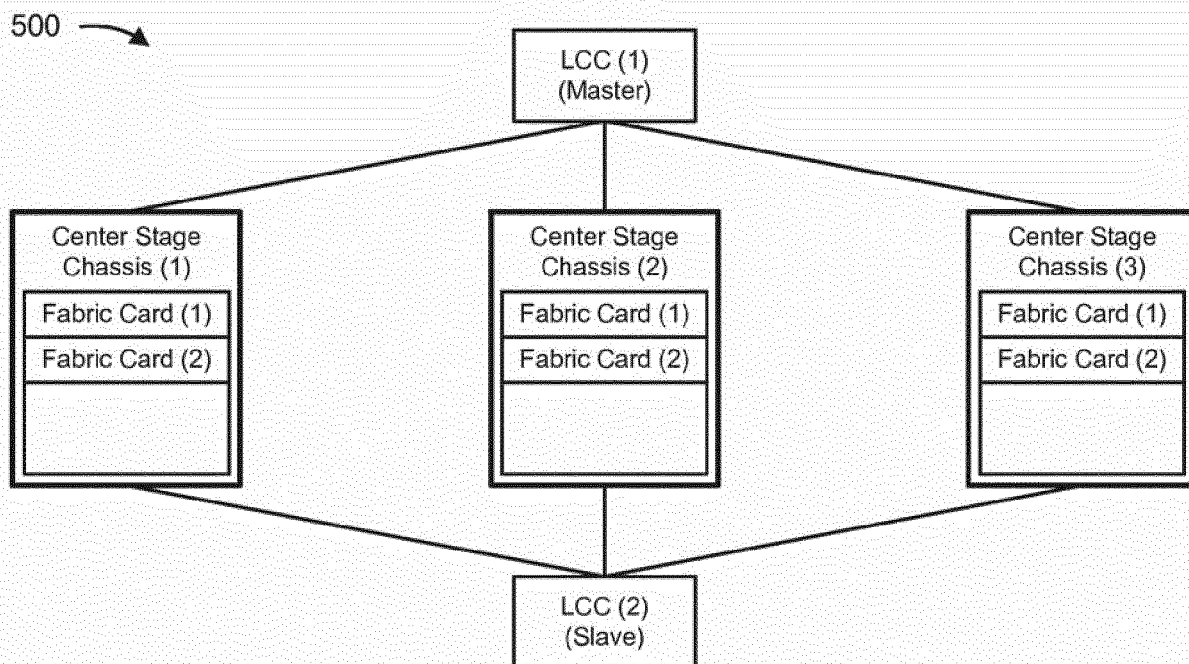 500
LCC (1)
(Master)
Center Stage
Chassis (1)
Fabric Card (1)
Fabric Card (2)
Center Stage
Chassis (2)
Fabric Card (1)
Fabric Card (2)
Center Stage
Chassis (3)
Fabric Card (1)
Fabric Card (2)
LCC (2)
(Slave)